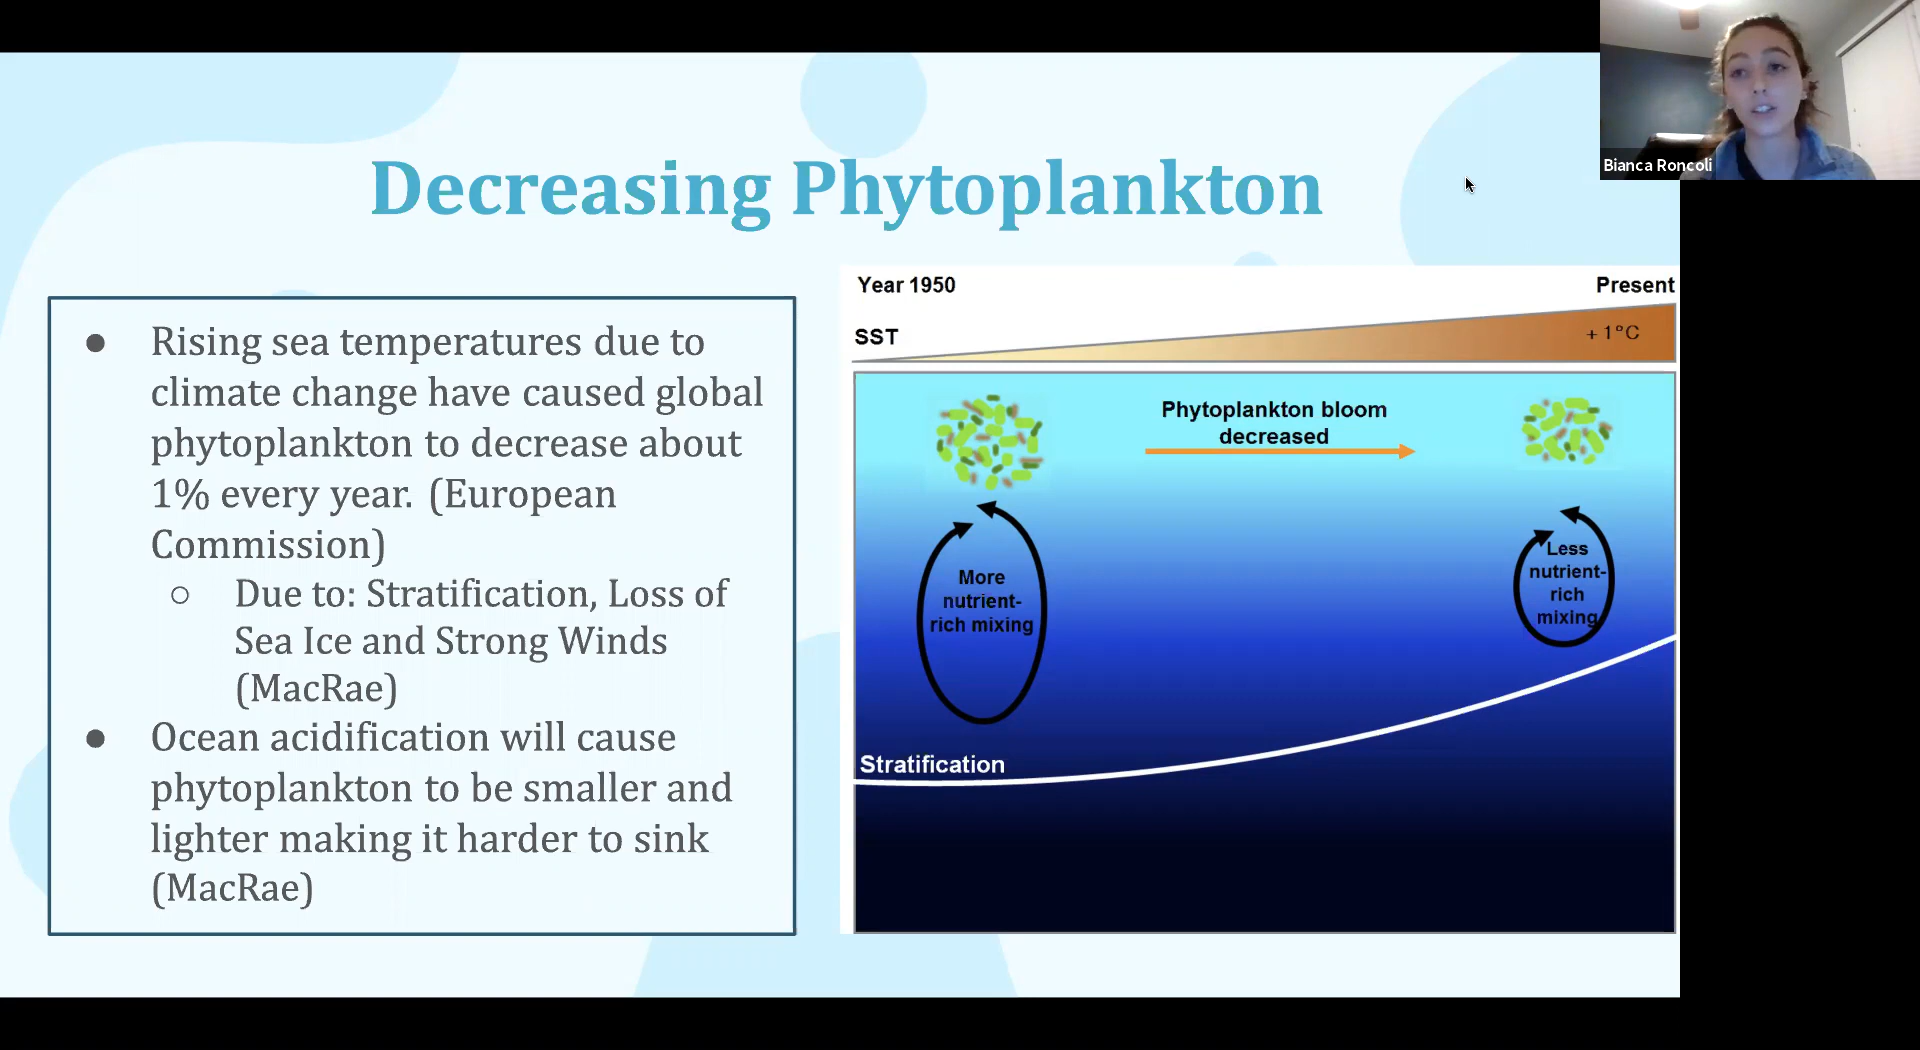 Bianca Roncoli
Decreasing Phytoplankton
● Rising sea temperatures due to
climate change have caused global
phytoplankton to decrease about
1% every year. (European
Commission)
○ Due to: Stratification, Loss of
Sea Ice and Strong Winds
(MacRae)
● Ocean acidification will cause
phytoplankton to be smaller and
lighter making it harder to sink
(MacRae)
Year 1950
Present
SST
+ 1°C
Phytoplankton bloom
decreased
More
nutrient-
rich mixing
Less
nutrient-
rich
mixing
Stratification